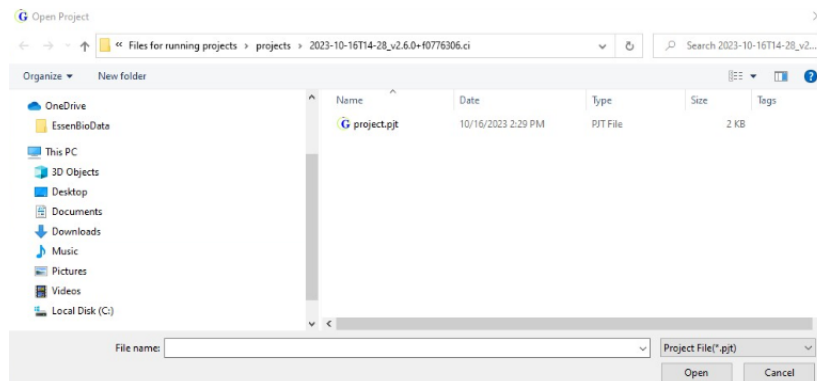 G Open Project
« Files for running projects › projects › 2023-10-16T14-28_v2.6.0+f0776306.ci
Search 2023-10-16T14-28_v2...
Organize
New folder
OneDrive
EssenBioData
This PC
3D Objects
Desktop
Documents
Downloads
Music
Pictures
Videos
Local Disk (C:)
Name Date Type Size Tags
G project.pjt 10/16/2023 2:29 PM PJT File 2 KB
File name:
Project File(*.pjt)
Open
Cancel